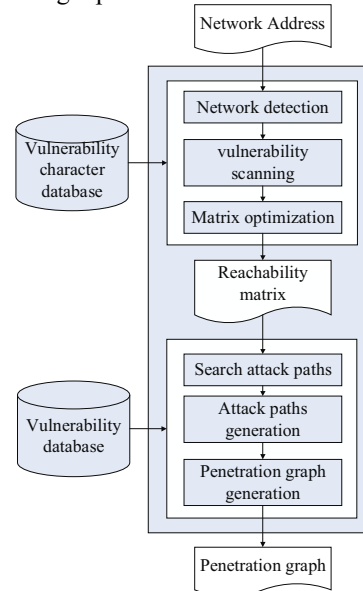 Network Address
Network detection
Vulnerability
character
database
vulnerability
scanning
Matrix optimization
Reachability
matrix
Search attack paths
Vulnerability
database
Attack paths
generation
Penetration graph
generation
Penetration graph